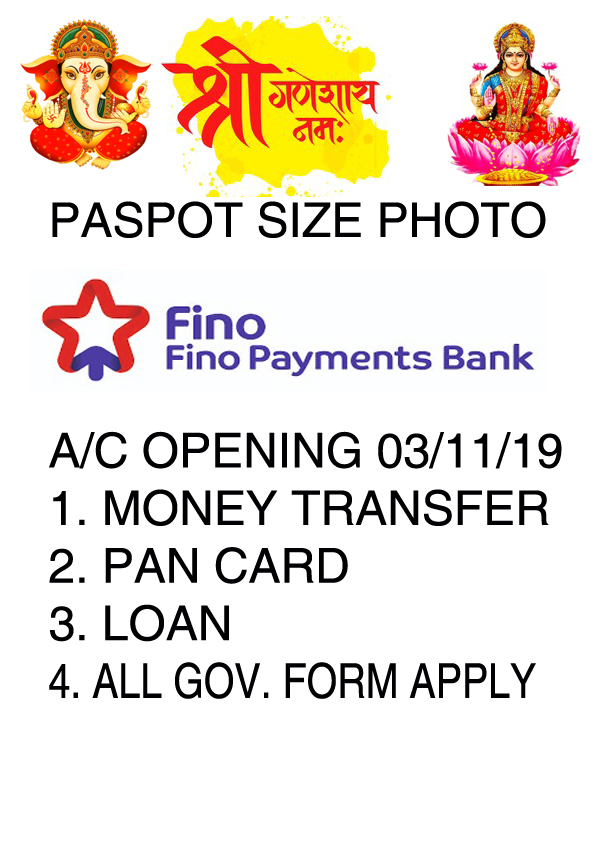 श्री गणेशाय
नमः
PASPOT SIZE PHOTO
Fino
Fino Payments Bank
A/C OPENING 03/11/19
1. MONEY TRANSFER
2. PAN CARD
3. LOAN
4. ALL GOV. FORM APPLY